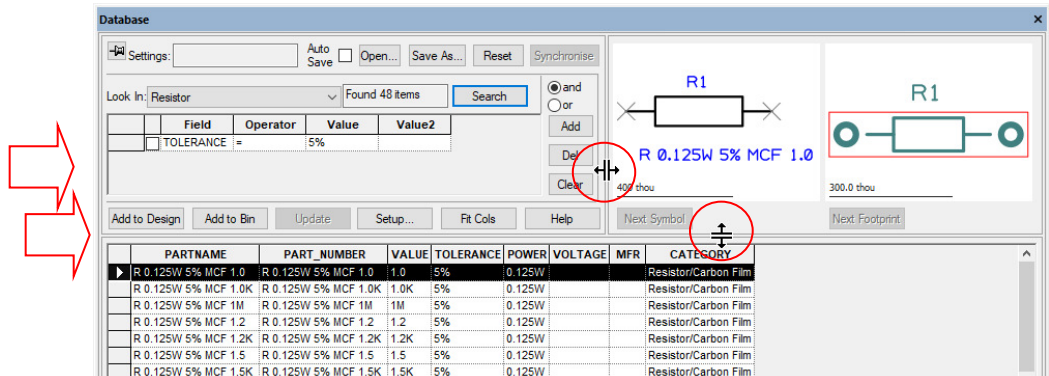 Database
Settings: Auto Save Open... Save As... Reset Synchronise
Look In: Resistor Found 48 items Search and
or
Field Operator Value Value2 Add
TOLERANCE = 5%
Del
Clear
R1
R 0.125W 5% MCF 1.0
400 thou
R1
300.0 thou
Add to Design Add to Bin Update Setup... Fit Cols Help Next Symbol Next Footprint
PARTNAME PART_NUMBER VALUE TOLERANCE POWER VOLTAGE MFR CATEGORY
R 0.125W 5% MCF 1.0 R 0.125W 5% MCF 1.0 1.0 5% 0.125W Resistor/Carbon Film
R 0.125W 5% MCF 1.0K R 0.125W 5% MCF 1.0K 1.0K 5% 0.125W Resistor/Carbon Film
R 0.125W 5% MCF 1M R 0.125W 5% MCF 1M 1M 5% 0.125W Resistor/Carbon Film
R 0.125W 5% MCF 1.2 R 0.125W 5% MCF 1.2 1.2 5% 0.125W Resistor/Carbon Film
R 0.125W 5% MCF 1.2K R 0.125W 5% MCF 1.2K 1.2K 5% 0.125W Resistor/Carbon Film
R 0.125W 5% MCF 1.5 R 0.125W 5% MCF 1.5 1.5 5% 0.125W Resistor/Carbon Film
R 0.125W 5% MCF 1.5K R 0.125W 5% MCF 1.5K 1.5K 5% 0.125W Resistor/Carbon Film